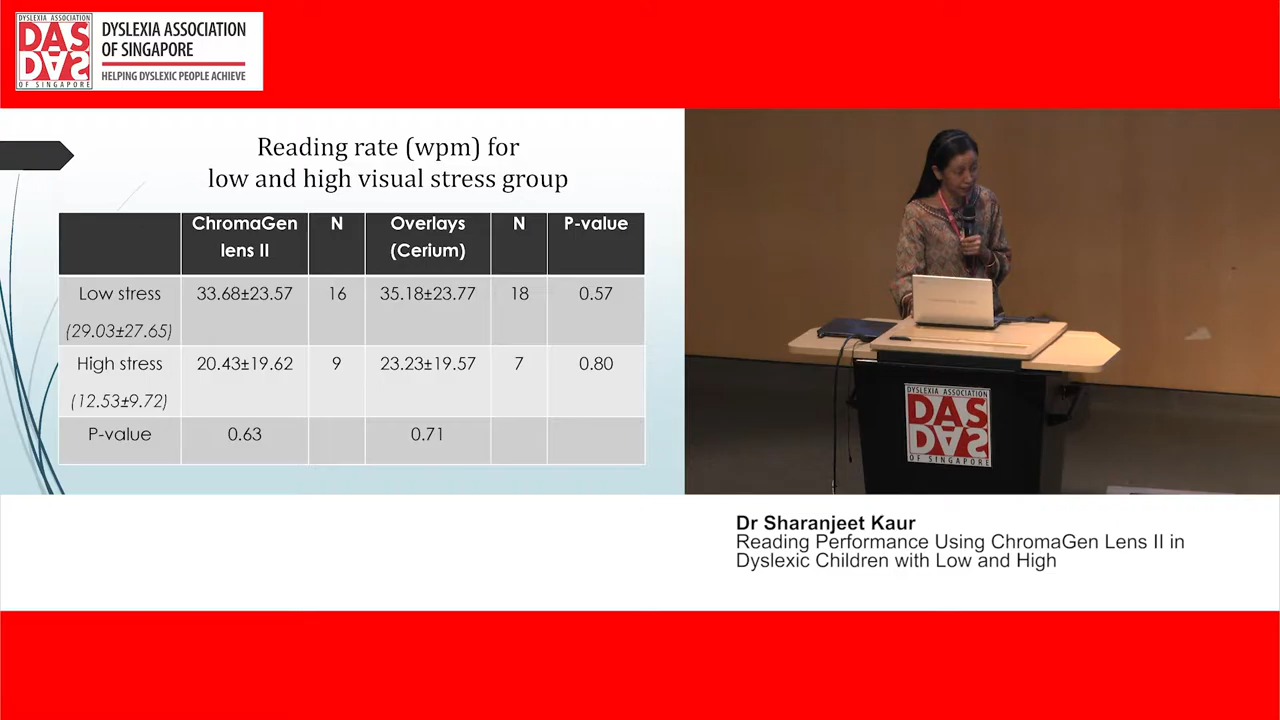 DYSLEXIA ASSOCIATION
DAS
DAS
OF SINGAPORE
DYSLEXIA ASSOCIATION
OF SINGAPORE
HELPING DYSLEXIC PEOPLE ACHIEVE
Reading rate (wpm) for
low and high visual stress group
ChromaGen lens II N Overlays (Cerium) N P-value
Low stress 33.68±23.57 16 35.18±23.77 18 0.57
(29.03±27.65)
High stress 20.43±19.62 9 23.23±19.57 7 0.80
(12.53±9.72)
P-value 0.63 0.71
DYSLEXIA ASSOCIATION
DAS
DAS
OF SINGAPORE
Dr Sharanjeet Kaur
Reading Performance Using ChromaGen Lens II in
Dyslexic Children with Low and High